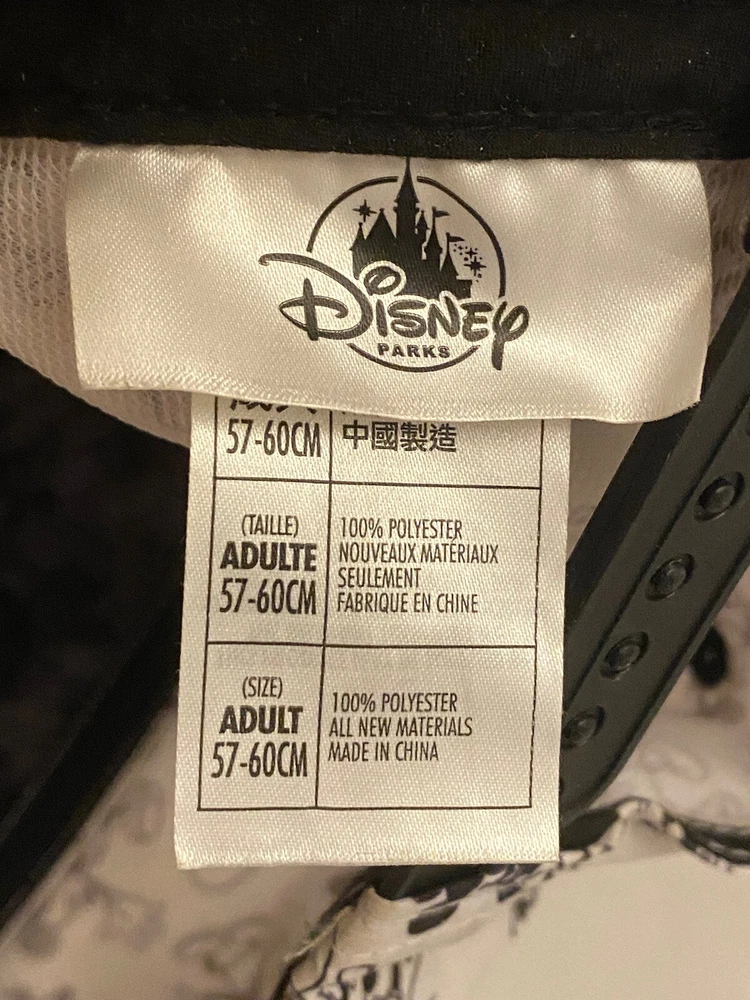 Disney
PARKS
57-60CM
中國製造
(TAILLE)
ADULTE
57-60CM
100% POLYESTER
NOUVEAUX MATERIAUX
SEULEMENT
FABRIQUE EN CHINE
(SIZE)
ADULT
57-60CM
100% POLYESTER
ALL NEW MATERIALS
MADE IN CHINA